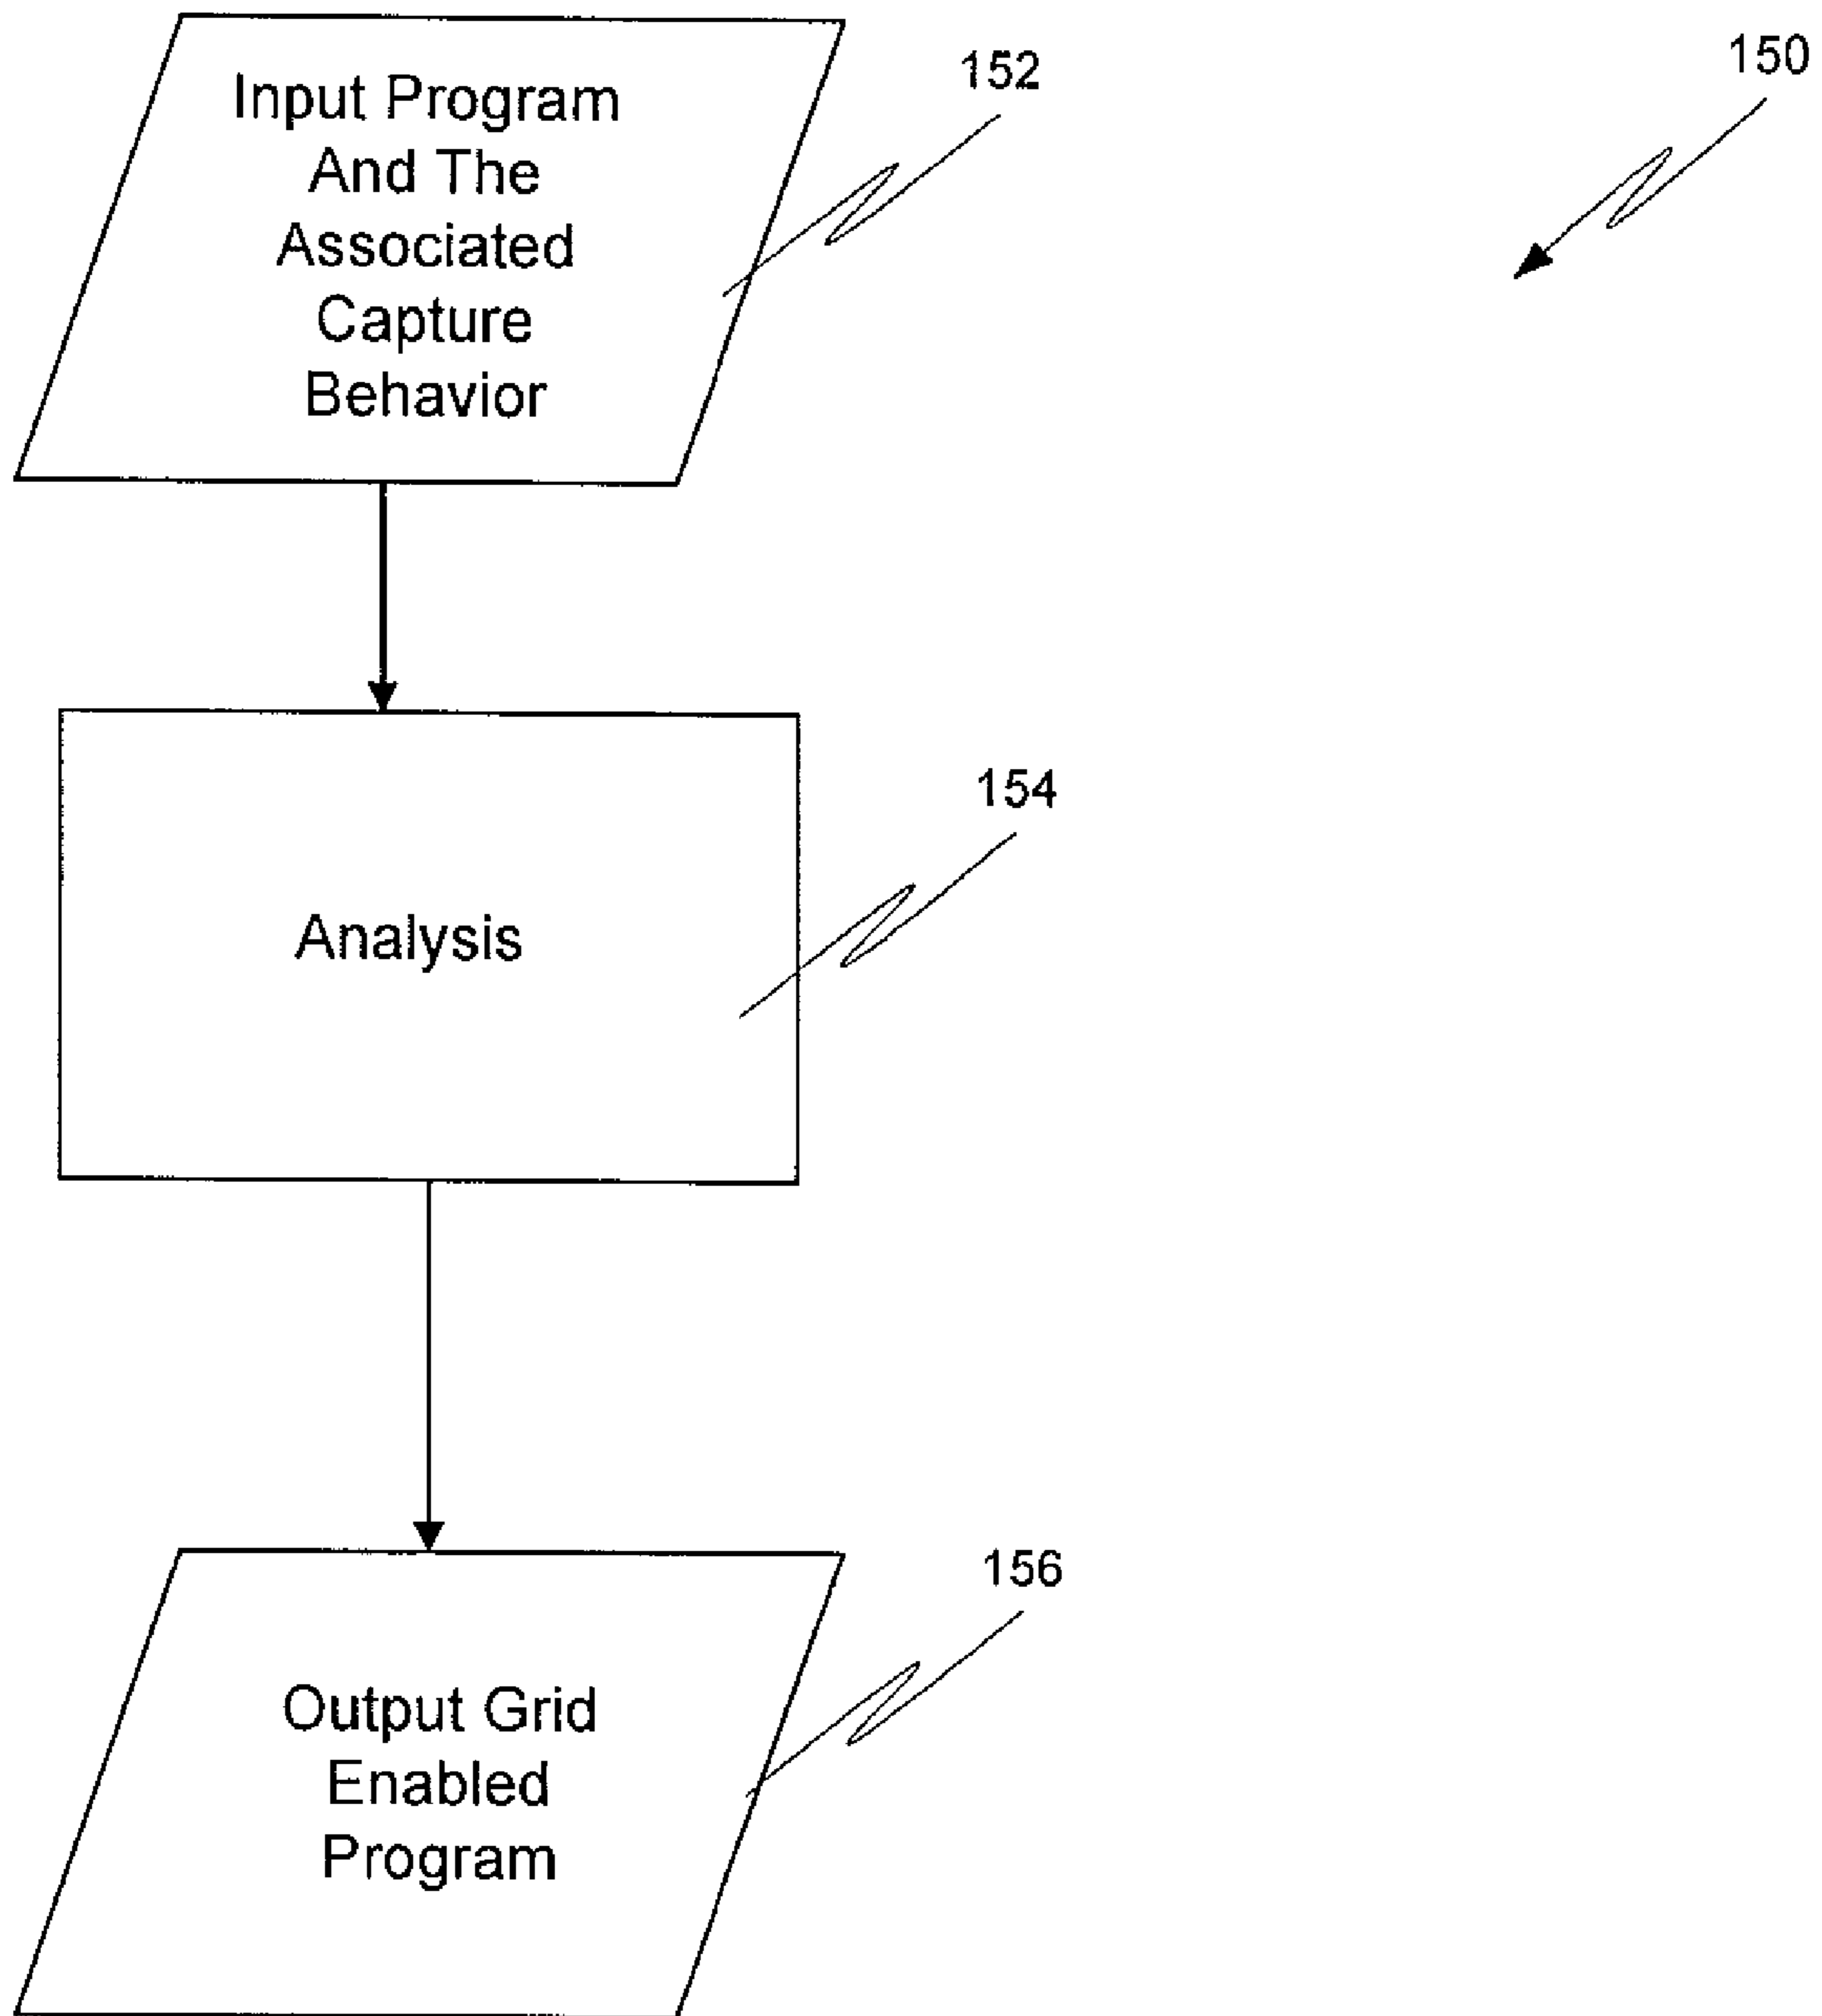 Input Program
And The
Associated
Capture
Behavior
152
150
Analysis
154
Output Grid
Enabled
Program
156